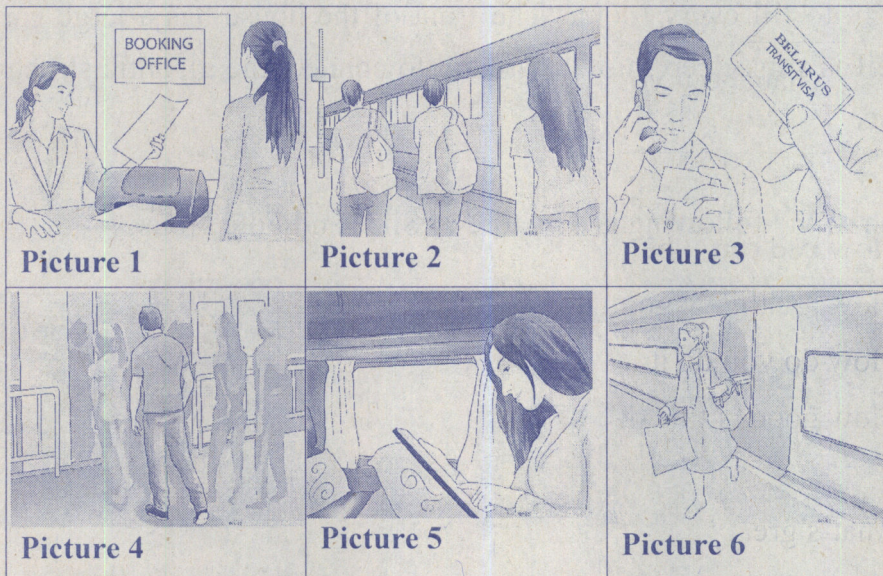 BOOKING
OFFICE
BELARUS
TRANSIT VISA
Picture 1
Picture 2
Picture 3
Picture 4
Picture 5
Picture 6